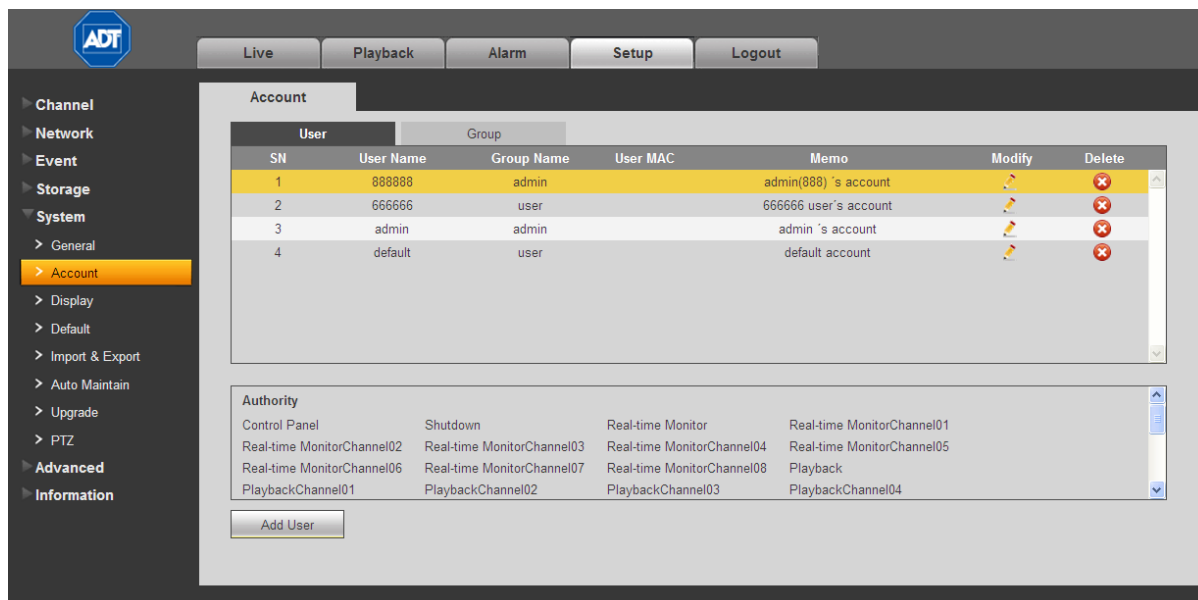 ADT
Live Playback Alarm Setup Logout
Channel
Network
Event
Storage
System
> General
> Account
> Display
> Default
> Import & Export
> Auto Maintain
> Upgrade
> PTZ
Advanced
Information
Account
User Group
SN User Name Group Name User MAC Memo Modify Delete
1 888888 admin admin(888) ´s account
2 666666 user 666666 user´s account
3 admin admin admin ´s account
4 default user default account
Authority
Control Panel Shutdown Real-time Monitor Real-time MonitorChannel01
Real-time MonitorChannel02 Real-time MonitorChannel03 Real-time MonitorChannel04 Real-time MonitorChannel05
Real-time MonitorChannel06 Real-time MonitorChannel07 Real-time MonitorChannel08 Playback
PlaybackChannel01 PlaybackChannel02 PlaybackChannel03 PlaybackChannel04
Add User